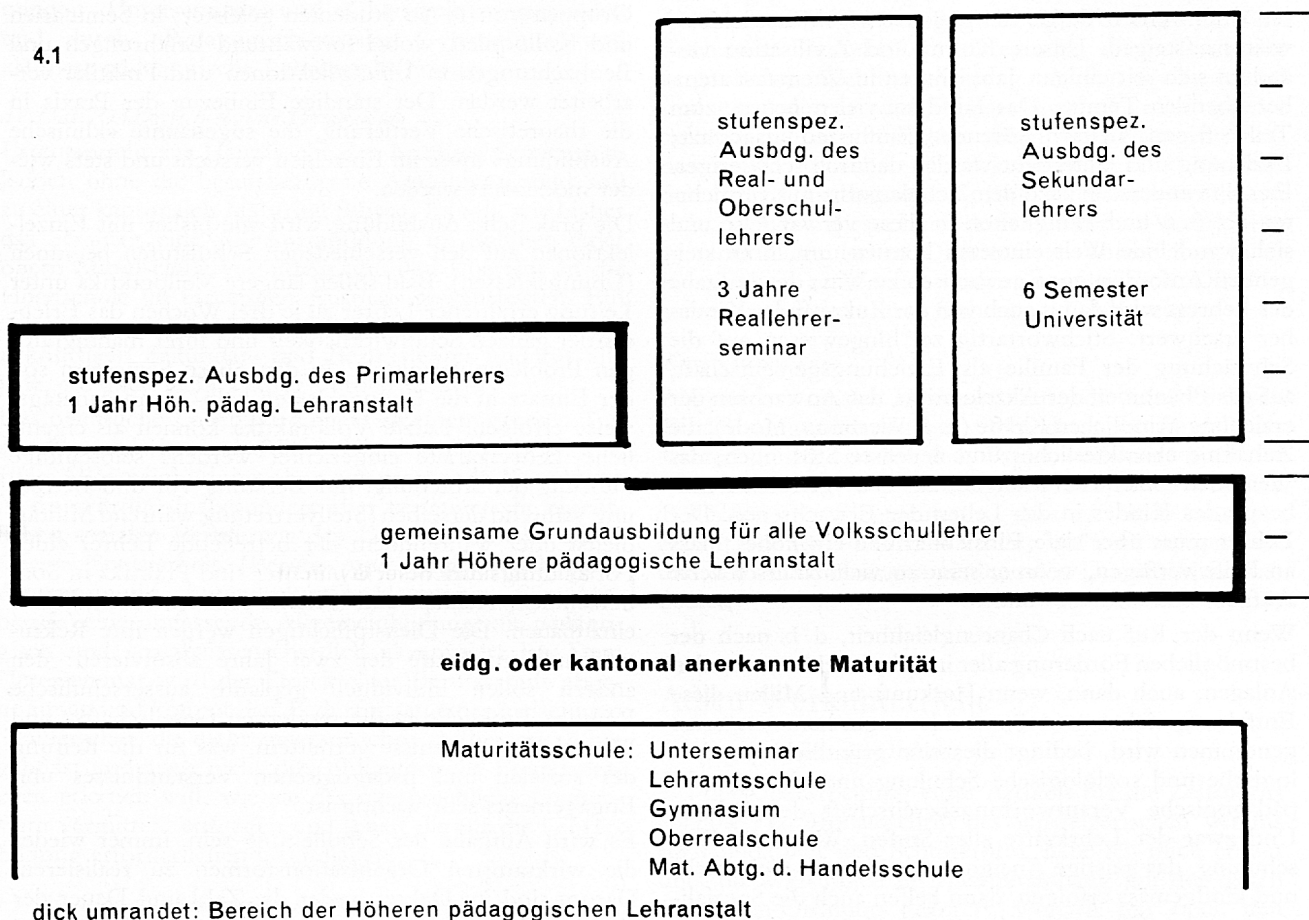 4.1
stufenspez.
Ausbdg. des
Real- und
Oberschul-
lehrers
3 Jahre
Reallehrer-
seminar
stufenspez.
Ausbdg. des
Sekundar-
lehrers
6 Semester
Universität
stufenspez. Ausbdg. des Primarlehrers
1 Jahr Höh. pädag. Lehranstalt
gemeinsame Grundausbildung für alle Volksschullehrer
1 Jahr Höhere pädagogische Lehranstalt
eidg. oder kantonal anerkannte Maturität
Maturitätsschule: Unterseminar
Lehramtsschule
Gymnasium
Oberrealschule
Mat. Abtg. d. Handelsschule
dick umrandet: Bereich der Höheren pädagogischen Lehranstalt